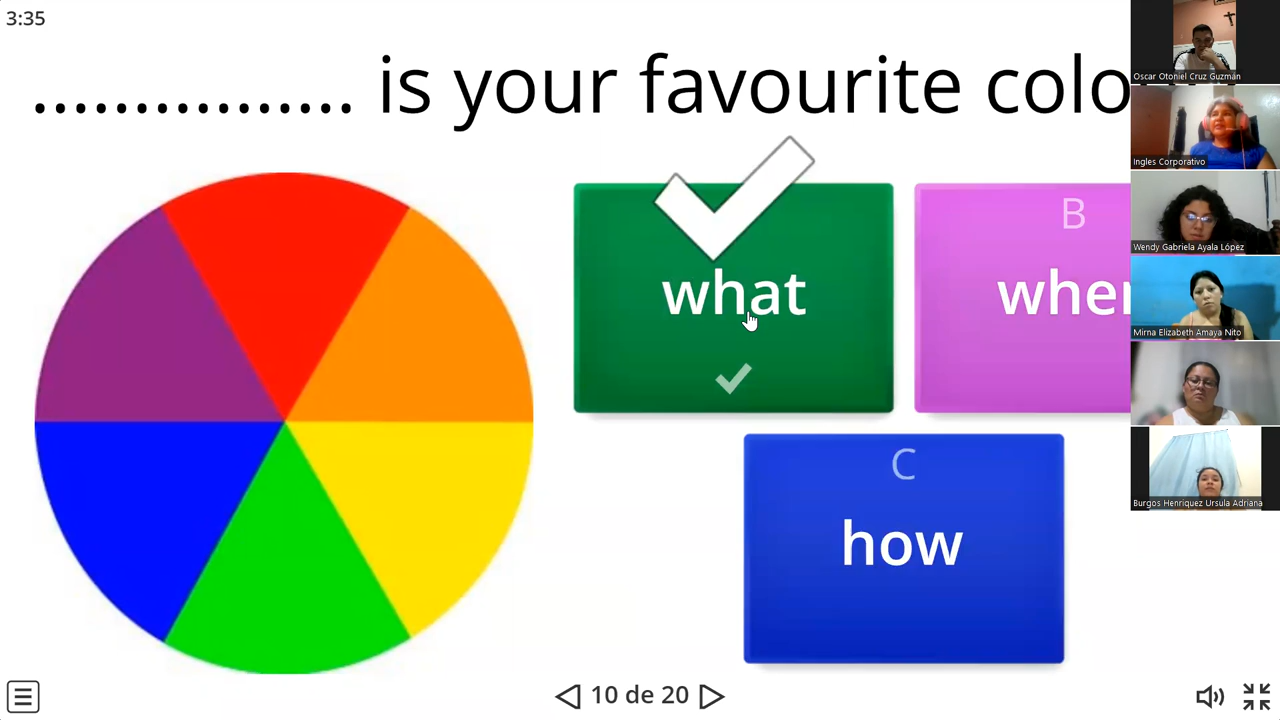 3:35
................ is your favourite colo
what
B
when
C
how
10 de 20
Oscar Otoniel Cruz Guzmán
Ingles Corporativo
Wendy Gabriela Ayala López
Mirna Elizabeth Amaya Nito
Burgos Henriquez Ursula Adriana